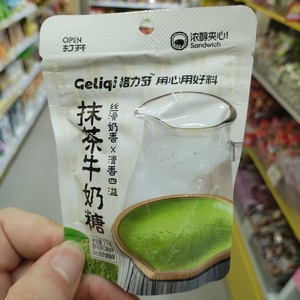 OPEN
打开
浓醇夹心!
Sandwich
Geliqi 格力奇 用心用好料
丝滑奶香×清香四溢
抹茶牛奶糖